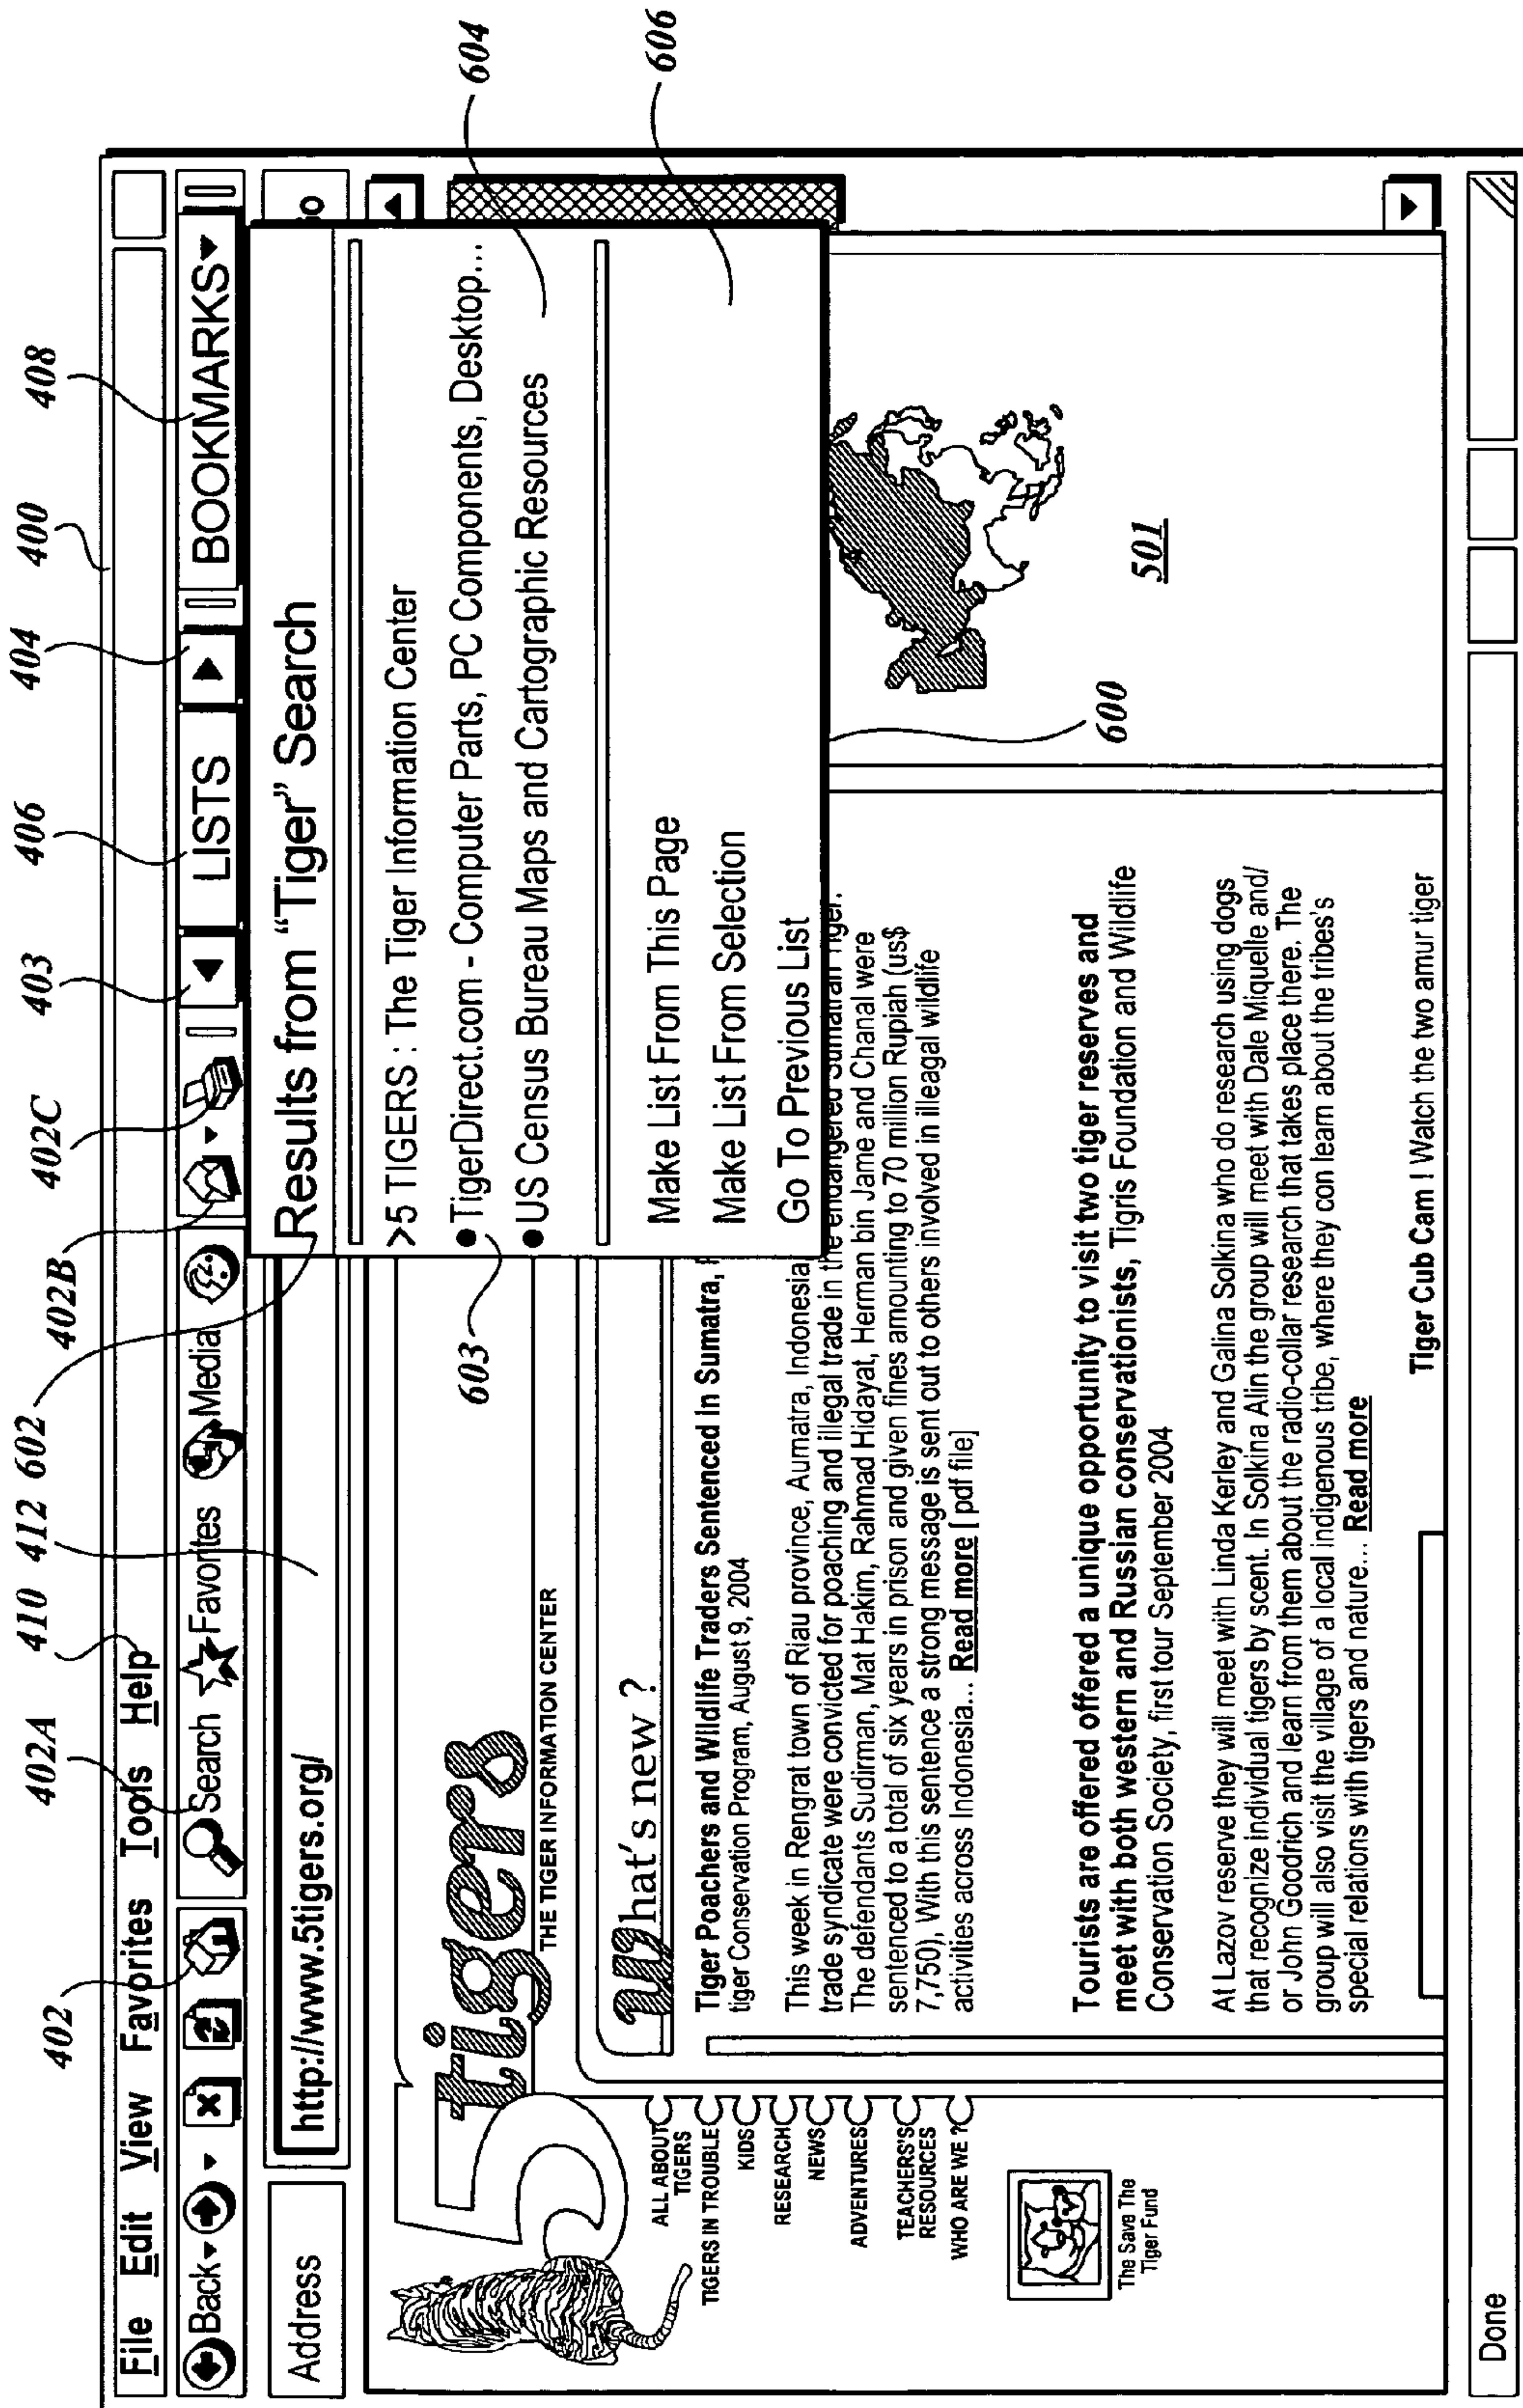 402 402A 410 412 602 402B 402C 403 406 404 400 408
File Edit View Favorites Tools Help
Back Search Favorites Media LISTS BOOKMARKS
Address http://www.5tigers.org/
Results from "Tiger" Search
>5 TIGERS : The Tiger Information Center
●TigerDirect.com - Computer Parts, PC Components, Desktop...
●US Census Bureau Maps and Cartographic Resources
Make List From This Page
Make List From Selection
Go To Previous List
603
604
606
600
501
5tigers
THE TIGER INFORMATION CENTER
What's new ?
ALL ABOUT
TIGERS
TIGERS IN TROUBLE
KIDS
RESEARCH
NEWS
ADVENTURES
TEACHERS'S
RESOURCES
WHO ARE WE ?
The Save The
Tiger Fund
Tiger Poachers and Wildlife Traders Sentenced in Sumatra,
tiger Conservation Program, August 9, 2004
This week in Rengrat town of Riau province, Aumatra, Indonesia,
trade syndicate were convicted for poaching and illegal trade in the endangered Sumatran Tiger.
The defendants Sudirman, Mat Hakim, Rahmad Hidayat, Herman bin Jame and Chanal were
sentenced to a total of six years in prison and given fines amounting to 70 million Rupiah (us$
7,750), With this sentence a strong message is sent out to others involved in illeagal wildlife
activities across Indonesia... Read more [ pdf file]
Tourists are offered offered a unique opportunity to visit two tiger reserves and
meet with both western and Russian conservationists, Tigris Foundation and Wildlife
Conservation Society, first tour September 2004
At Lazov reserve they will meet with Linda Kerley and Galina Solkina who do research using dogs
that recognize individual tigers by scent. In Solkina Alin the group will meet with Dale Miquelle and/
or John Goodrich and learn from them about the radio-collar research that takes place there. The
group will also visit the village of a local indigenous tribe, where they con learn about the tribes's
special relations with tigers and nature... Read more
Tiger Cub Cam ! Watch the two amur tiger
Done